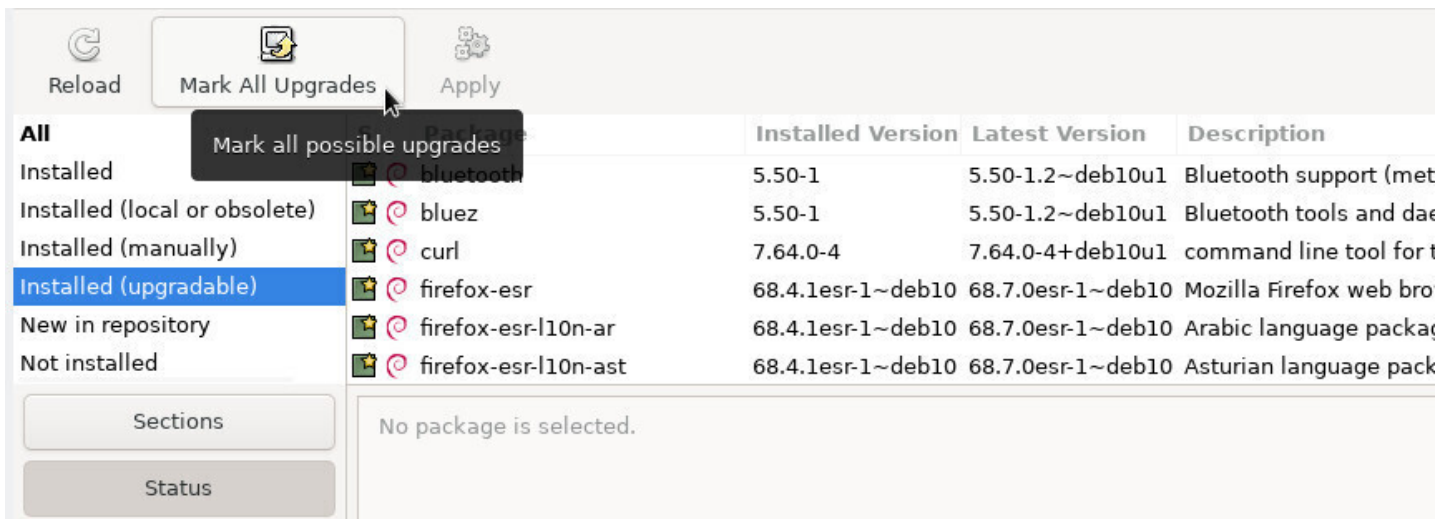 Reload
Mark All Upgrades
Apply
Mark all possible upgrades
All
Installed
Installed (local or obsolete)
Installed (manually)
Installed (upgradable)
New in repository
Not installed
Sections
Status
S Package Installed Version Latest Version Description
bluetooth 5.50-1 5.50-1.2~deb10u1 Bluetooth support (met
bluez 5.50-1 5.50-1.2~deb10u1 Bluetooth tools and dae
curl 7.64.0-4 7.64.0-4+deb10u1 command line tool for t
firefox-esr 68.4.1esr-1~deb10 68.7.0esr-1~deb10 Mozilla Firefox web bro
firefox-esr-l10n-ar 68.4.1esr-1~deb10 68.7.0esr-1~deb10 Arabic language packag
firefox-esr-l10n-ast 68.4.1esr-1~deb10 68.7.0esr-1~deb10 Asturian language pack
No package is selected.